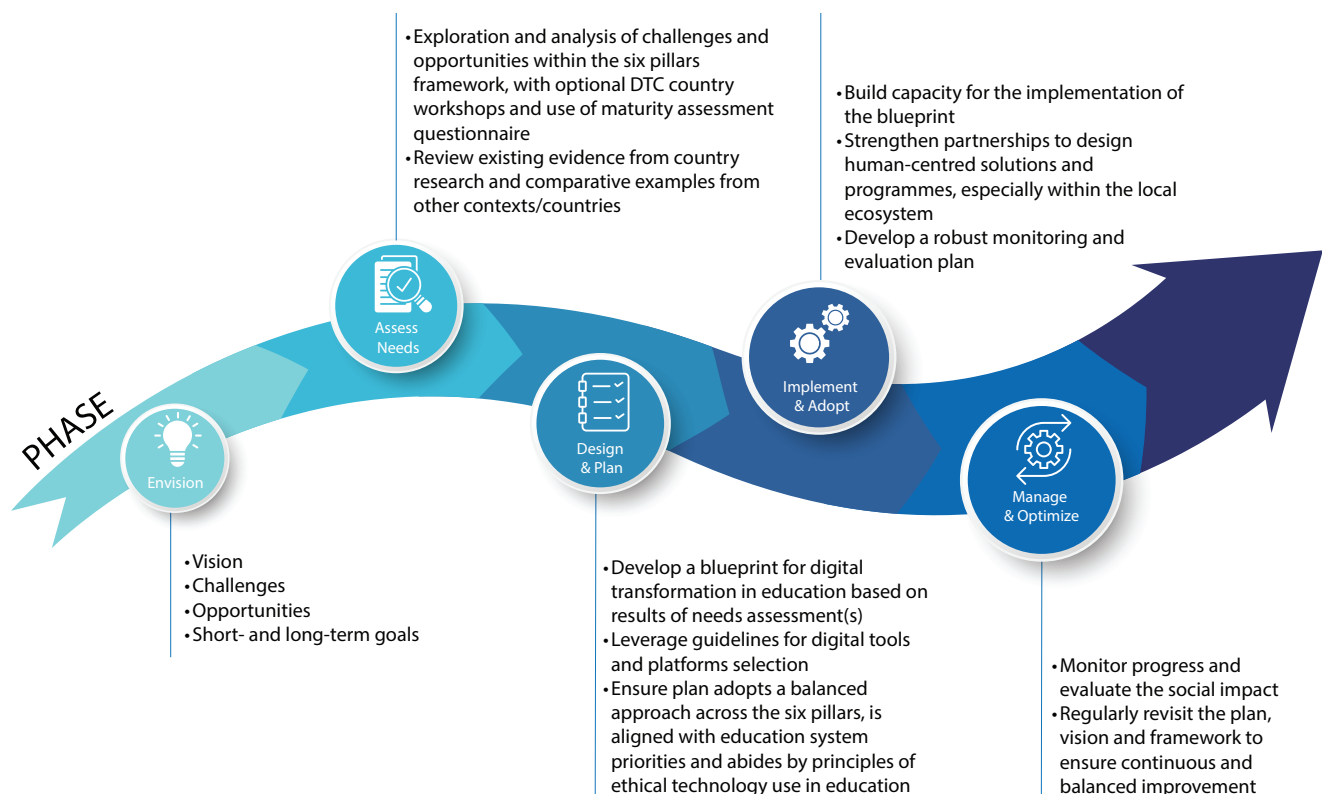 PHASE
Envision
•Vision
•Challenges
•Opportunities
•Short- and long-term goals
Assess
Needs
•Exploration and analysis of challenges and
opportunities within the six pillars
framework, with optional DTC country
workshops and use of maturity assessment
questionnaire
•Review existing evidence from country
research and comparative examples from
other contexts/countries
Design
& Plan
•Develop a blueprint for digital
transformation in education based on
results of needs assessment(s)
•Leverage guidelines for digital tools
and platforms selection
•Ensure plan adopts a balanced
approach across the six pillars, is
aligned with education system
priorities and abides by principles of
ethical technology use in education
Implement
& Adopt
•Build capacity for the implementation of
the blueprint
•Strengthen partnerships to design
human-centred solutions and
programmes, especially within the local
ecosystem
•Develop a robust monitoring and
evaluation plan
Manage
& Optimize
•Monitor progress and
evaluate the social impact
•Regularly revisit the plan,
vision and framework to
ensure continuous and
balanced improvement